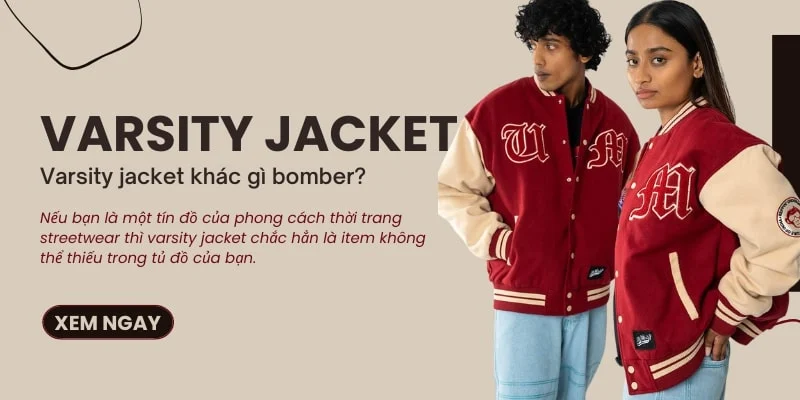 VARSITY JACKET
Varsity jacket khác gì bomber?
Nếu bạn là một tín đồ của phong cách thời trang
streetwear thì varsity jacket chắc hẳn là item không
thể thiếu trong tủ đồ của bạn.
XEM NGAY
U M
M